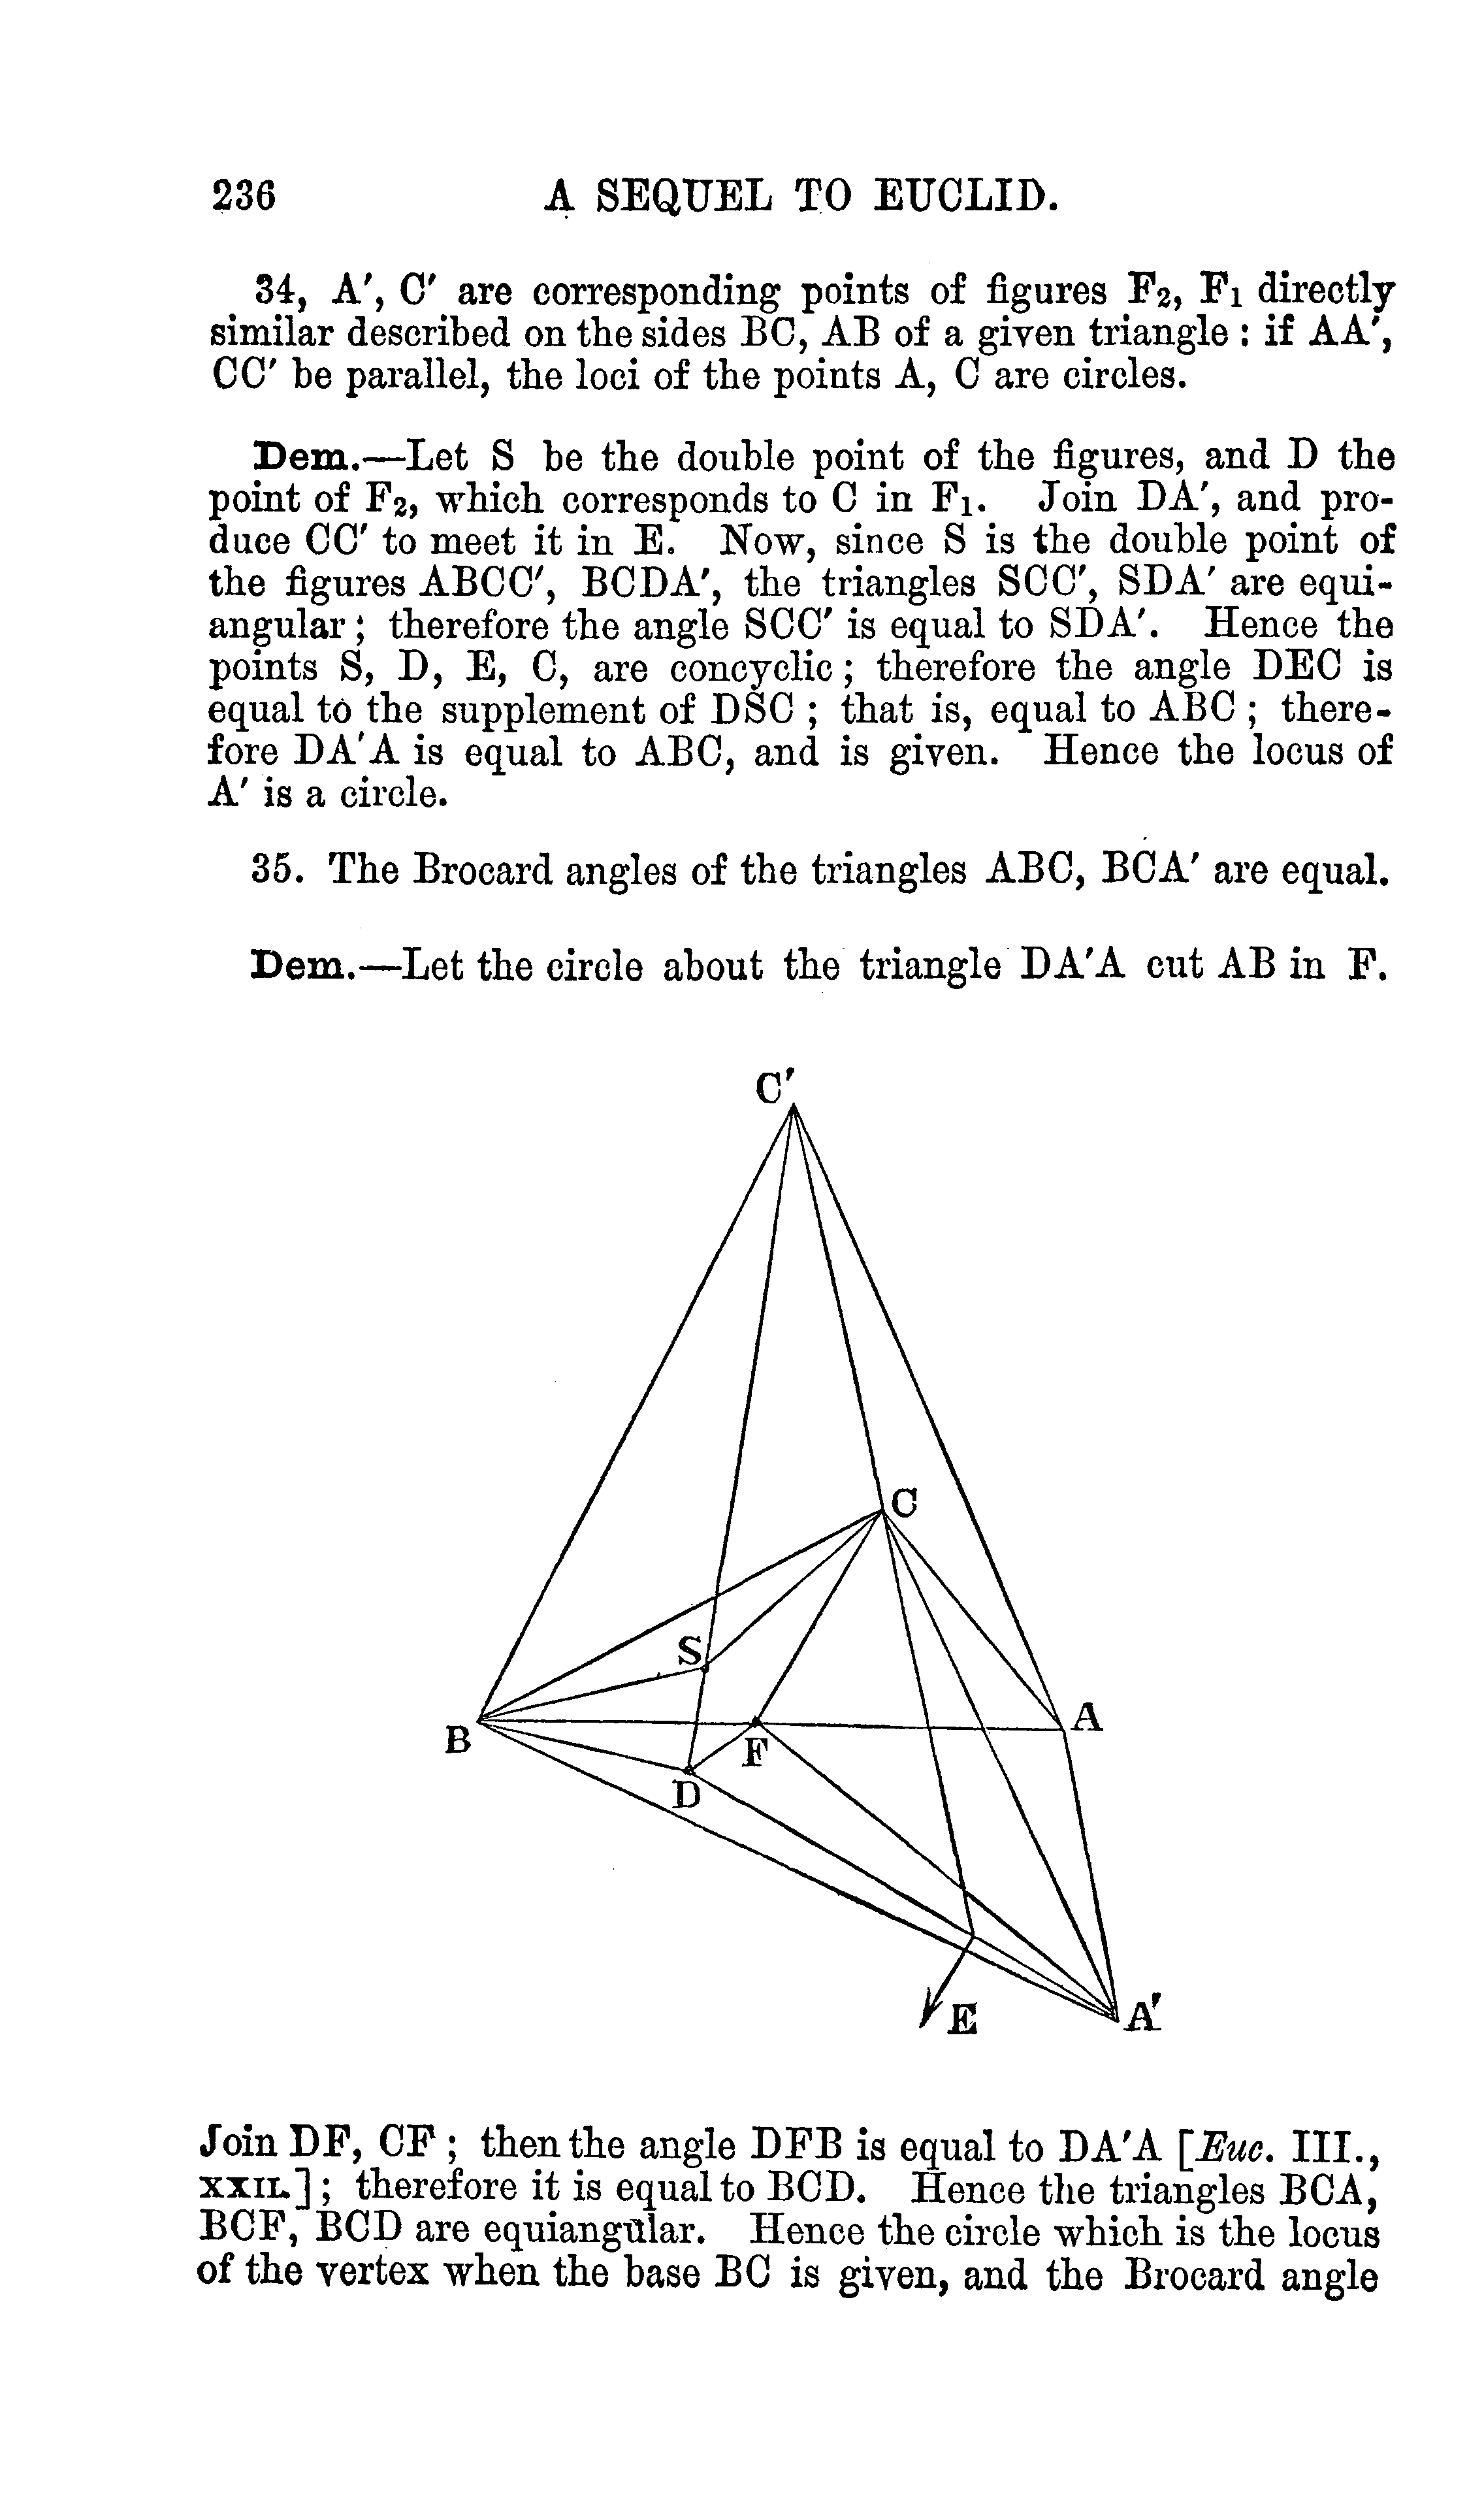 236 A SEQUEL TO EUCLID.
34, A′, C′ are corresponding points of figures F₂, F₁ directly
similar described on the sides BC, AB of a given triangle : if AA′,
CC′ be parallel, the loci of the points A, C are circles.
Dem.—Let S be the double point of the figures, and D the
point of F₂, which corresponds to C in F₁. Join DA′, and pro-
duce CC′ to meet it in E. Now, since S is the double point of
the figures ABCC′, BCDA′, the triangles SCC′, SDA′ are equi-
angular ; therefore the angle SCC′ is equal to SDA′. Hence the
points S, D, E, C, are concyclic ; therefore the angle DEC is
equal to the supplement of DSC ; that is, equal to ABC ; there-
fore DA′A is equal to ABC, and is given. Hence the locus of
A′ is a circle.
35. The Brocard angles of the triangles ABC, BCA′ are equal.
Dem.—Let the circle about the triangle DA′A cut AB in F.
C′
C
S
A
B
F
D
E
A′
Join DF, CF ; then the angle DFB is equal to DA′A [Euc. III.,
XXII.] ; therefore it is equal to BCD. Hence the triangles BCA,
BCF, BCD are equiangular. Hence the circle which is the locus
of the vertex when the base BC is given, and the Brocard angle